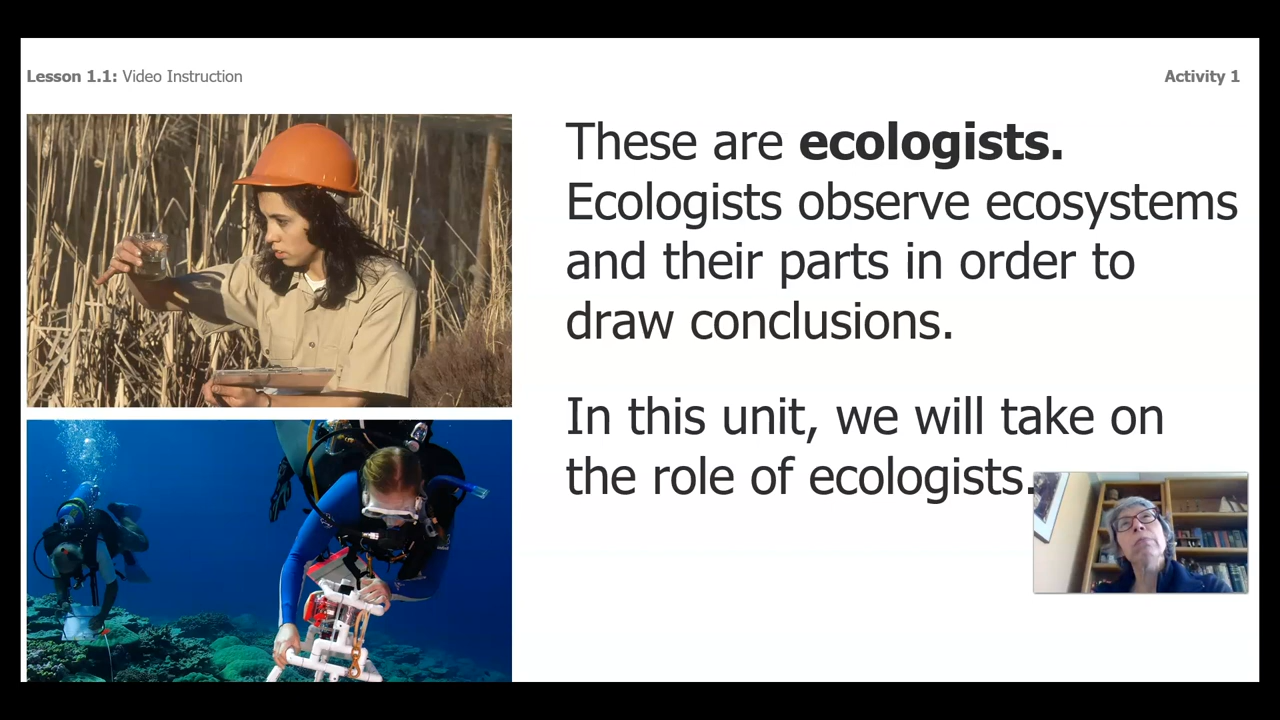 Lesson 1.1: Video Instruction
Activity 1
These are ecologists.
Ecologists observe ecosystems
and their parts in order to
draw conclusions.
In this unit, we will take on
the role of ecologists.